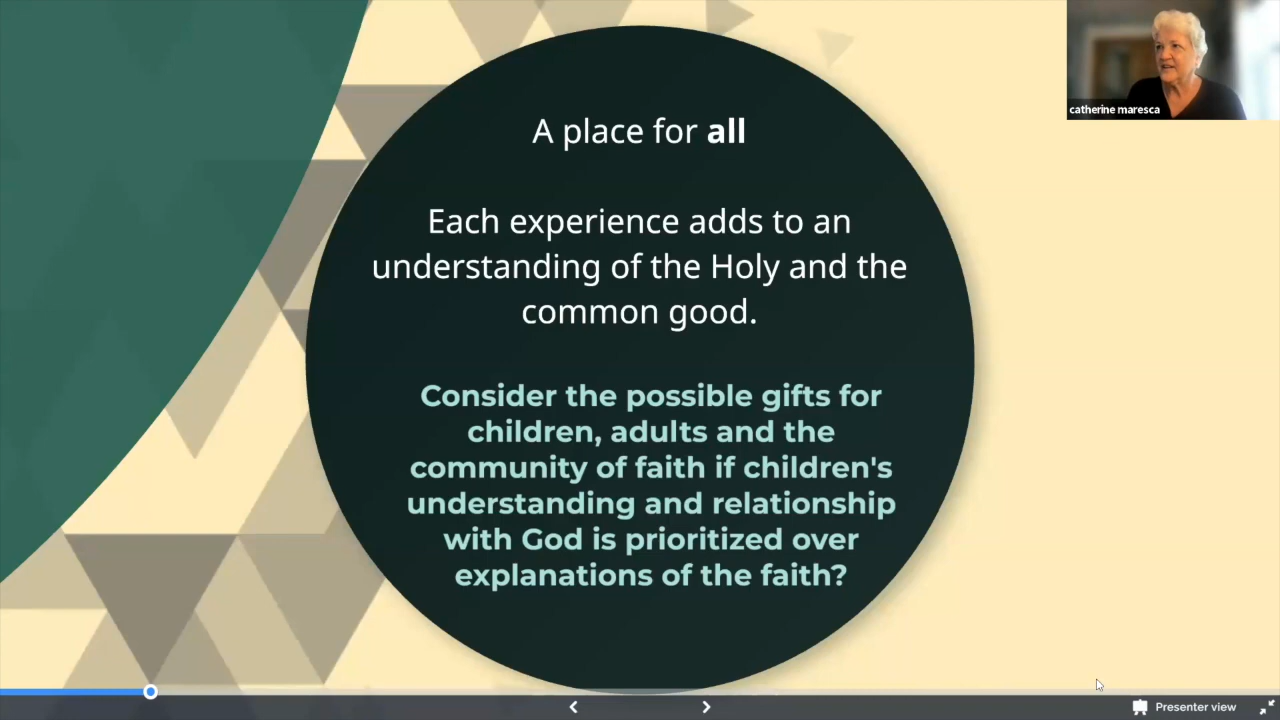 A place for all
Each experience adds to an
understanding of the Holy and the
common good.
Consider the possible gifts for
children, adults and the
community of faith if children's
understanding and relationship
with God is prioritized over
explanations of the faith?
catherine maresca
Presenter view